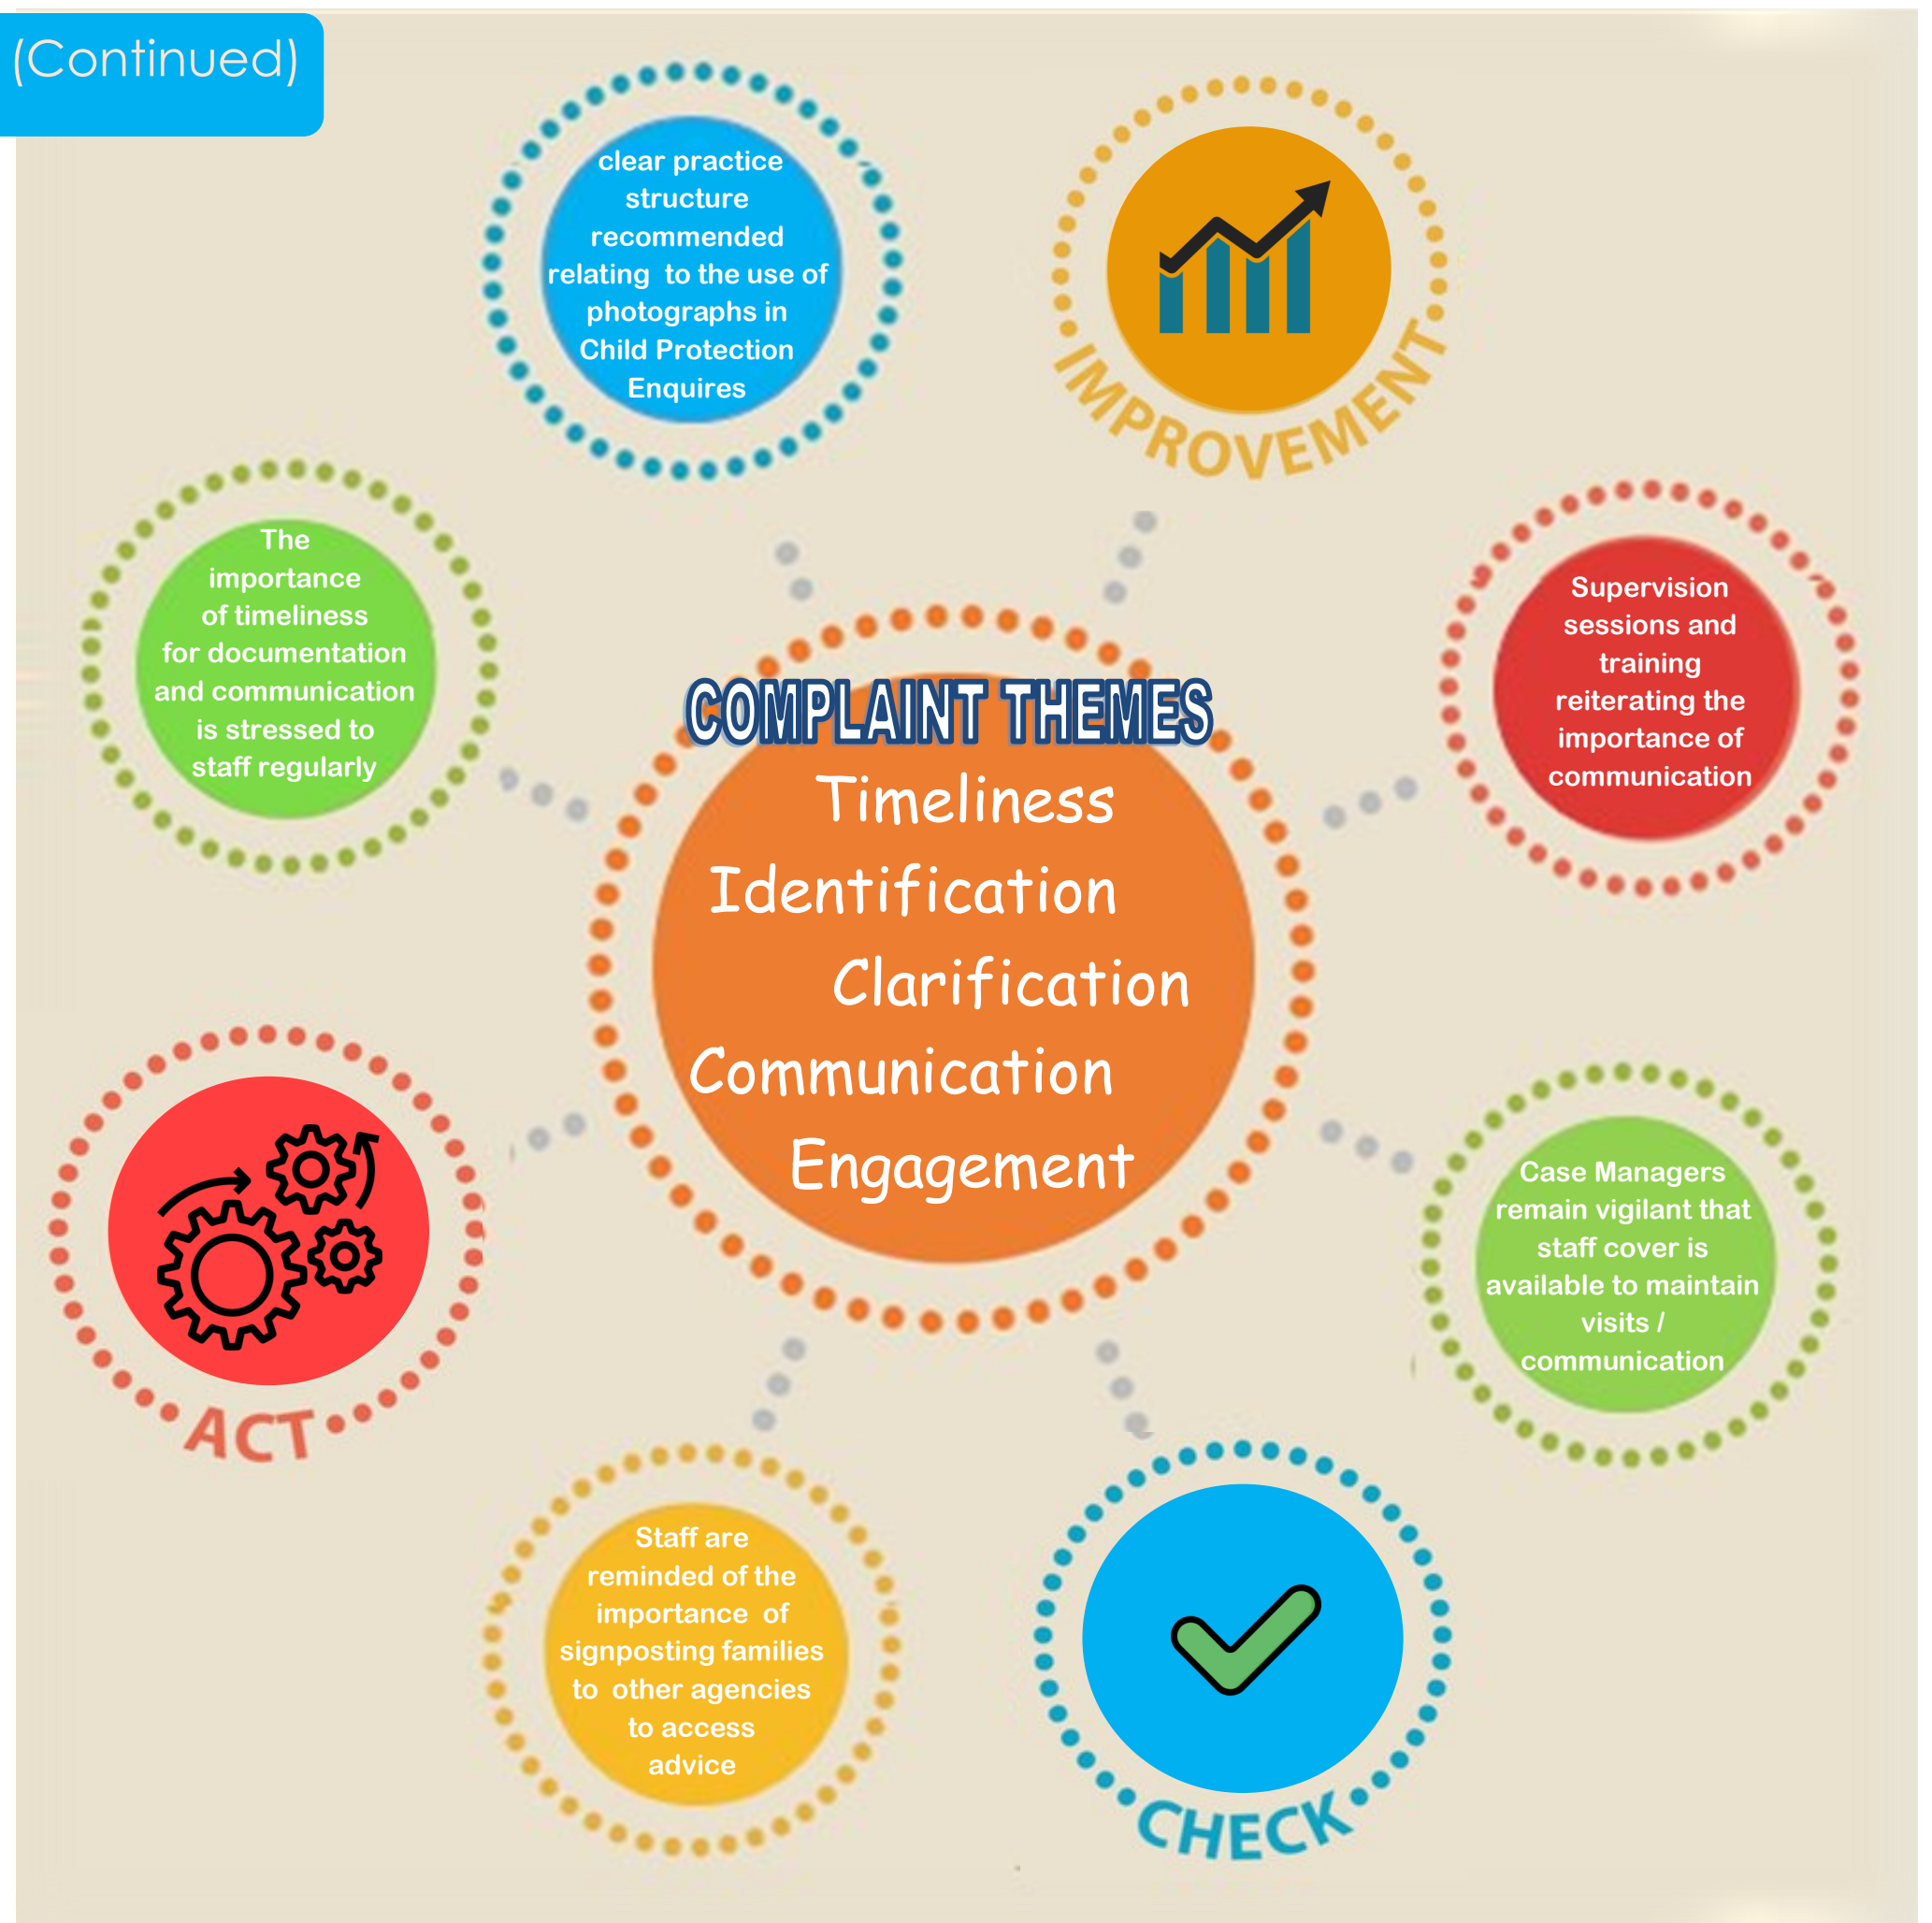 (Continued)
clear practice
structure
recommended
relating to the use of
photographs in
Child Protection
Enquires
IMPROVEMENT
The
importance
of timeliness
for documentation
and communication
is stressed to
staff regularly
Supervision
sessions and
training
reiterating the
importance of
communication
COMPLAINT THEMES
Timeliness
Identification
Clarification
Communication
Engagement
ACT
Case Managers
remain vigilant that
staff cover is
available to maintain
visits /
communication
Staff are
reminded of the
importance of
signposting families
to other agencies
to access
advice
CHECK